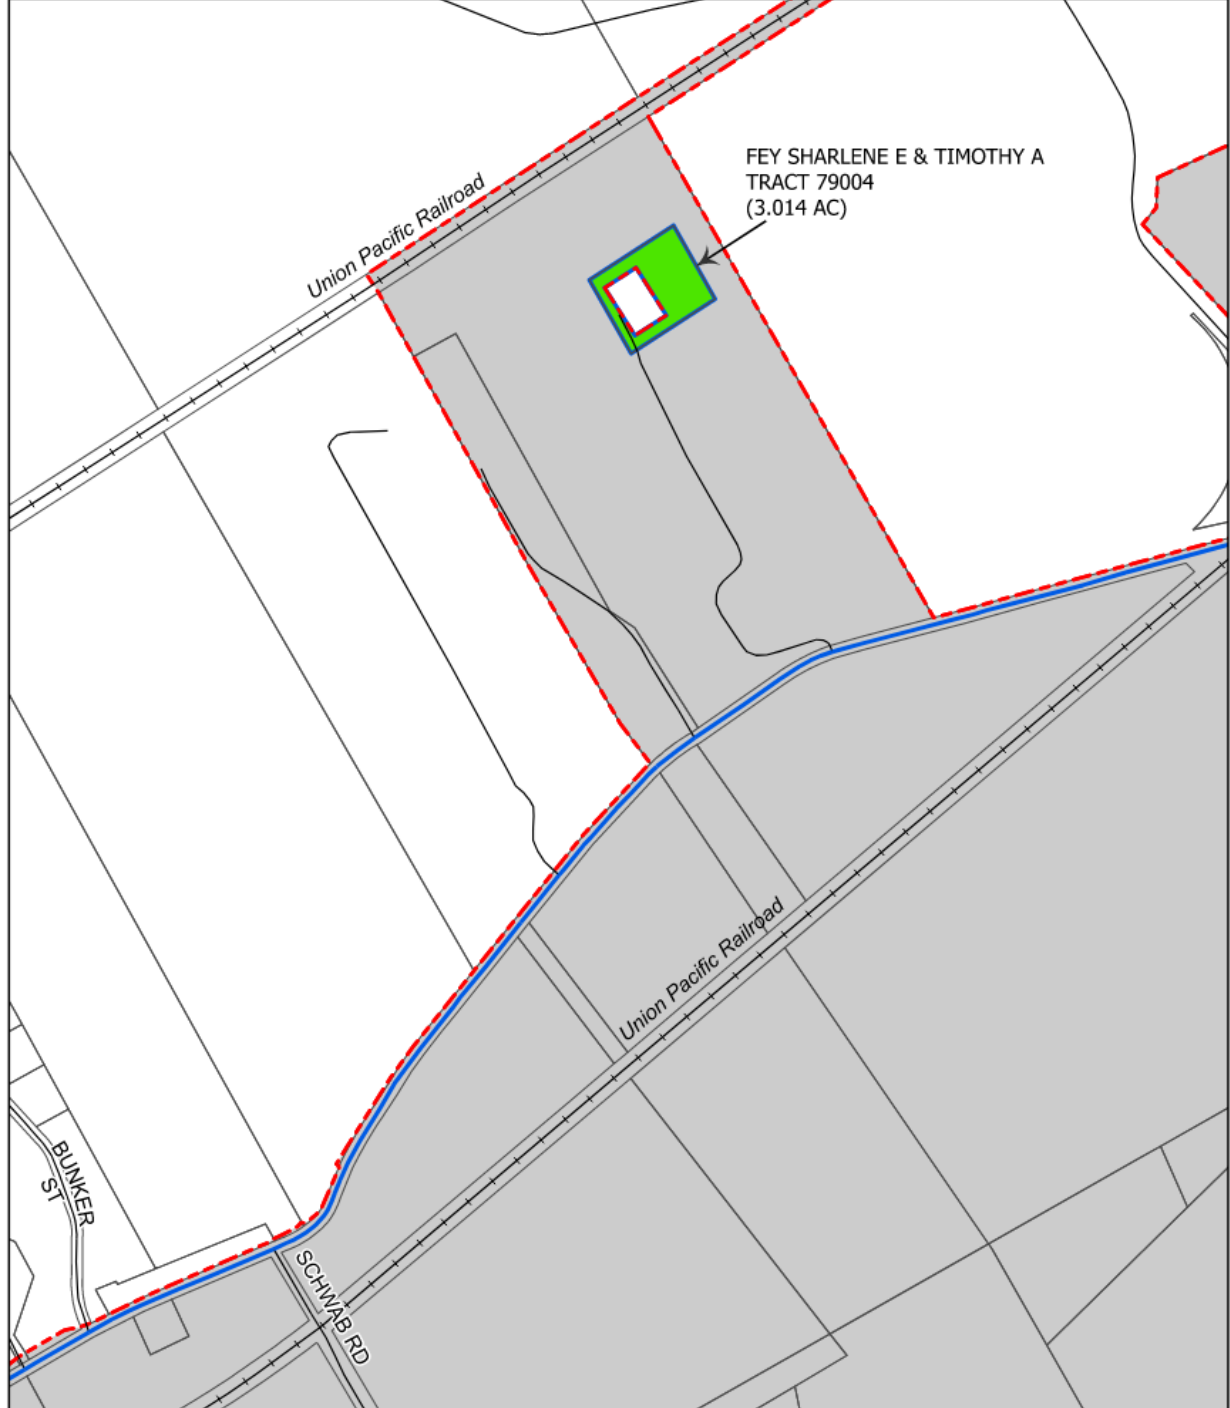 FEY SHARLENE E & TIMOTHY A
TRACT 79004
(3.014 AC)
Union Pacific Railroad
Union Pacific Railroad
BUNKER
ST
SCHWAB RD